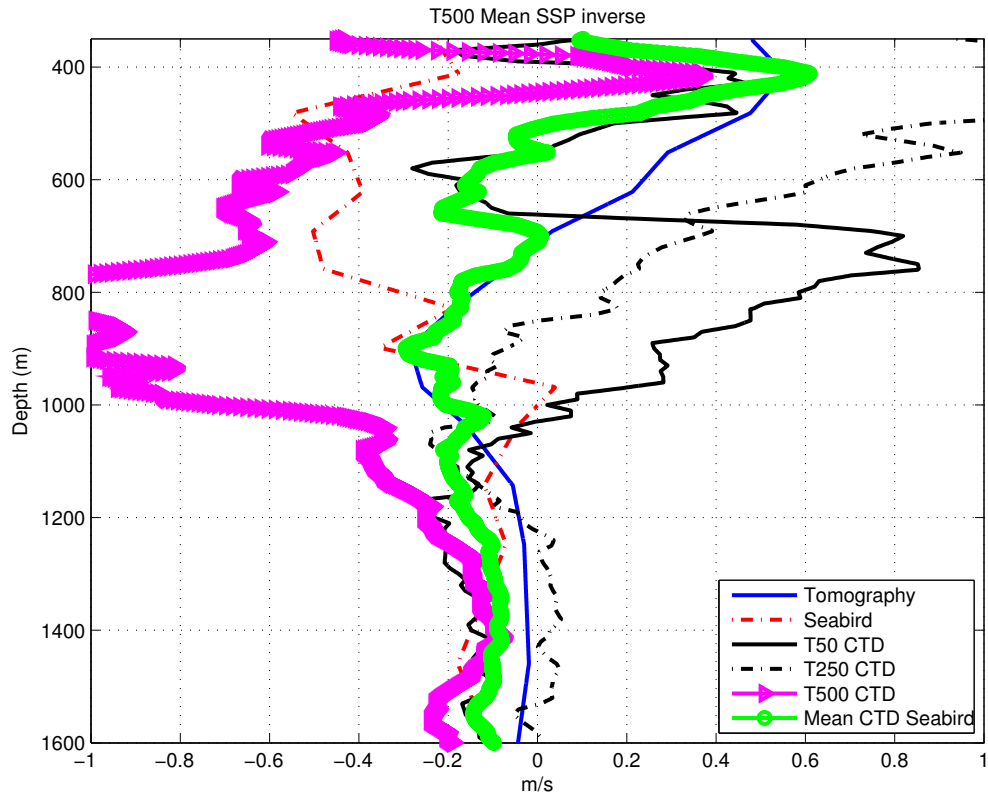 T500 Mean SSP inverse
400
600
800
1000
1200
1400
1600
Depth (m)
−1 −0.8 −0.6 −0.4 −0.2 0 0.2 0.4 0.6 0.8 1
m/s
Tomography
Seabird
T50 CTD
T250 CTD
T500 CTD
Mean CTD Seabird